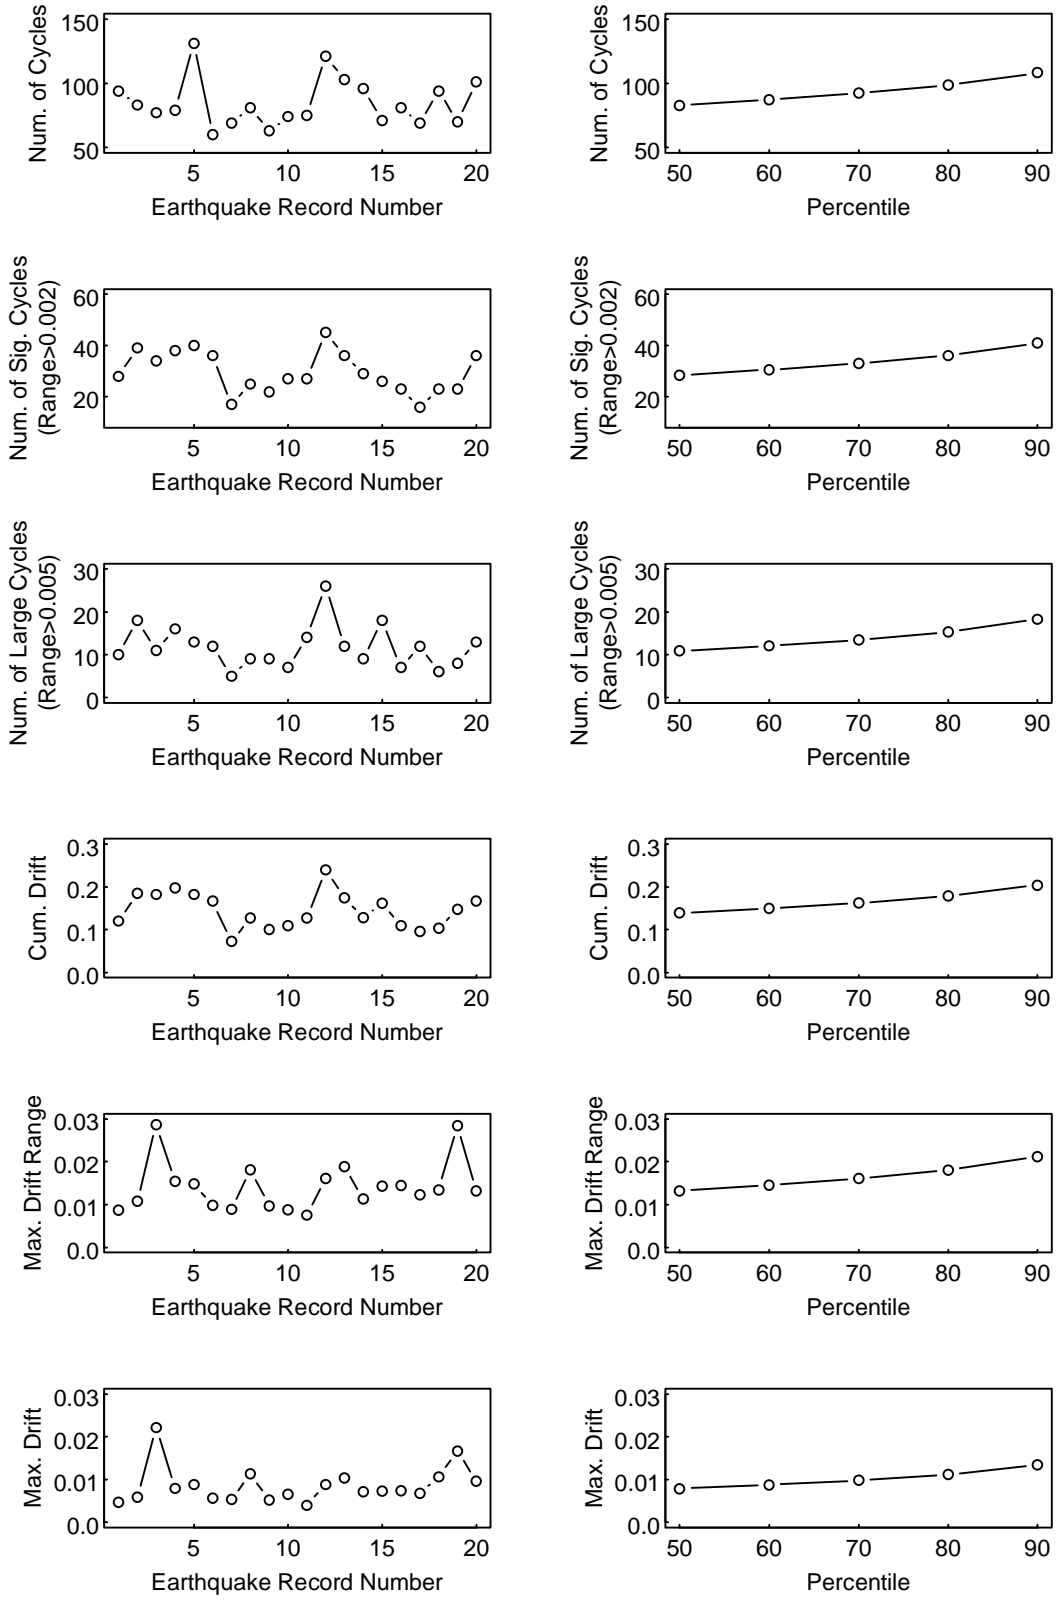 Num. of Cycles
150
100
50
5 10 15 20
Earthquake Record Number
Num. of Cycles
150
100
50
50 60 70 80 90
Percentile
Num. of Sig. Cycles
(Range>0.002)
60
40
20
5 10 15 20
Earthquake Record Number
Num. of Sig. Cycles
(Range>0.002)
60
40
20
50 60 70 80 90
Percentile
Num. of Large Cycles
(Range>0.005)
30
20
10
0
5 10 15 20
Earthquake Record Number
Num. of Large Cycles
(Range>0.005)
30
20
10
0
50 60 70 80 90
Percentile
Cum. Drift
0.3
0.2
0.1
0.0
5 10 15 20
Earthquake Record Number
Cum. Drift
0.3
0.2
0.1
0.0
50 60 70 80 90
Percentile
Max. Drift Range
0.03
0.02
0.01
0.0
5 10 15 20
Earthquake Record Number
Max. Drift Range
0.03
0.02
0.01
0.0
50 60 70 80 90
Percentile
Max. Drift
0.03
0.02
0.01
0.0
5 10 15 20
Earthquake Record Number
Max. Drift
0.03
0.02
0.01
0.0
50 60 70 80 90
Percentile